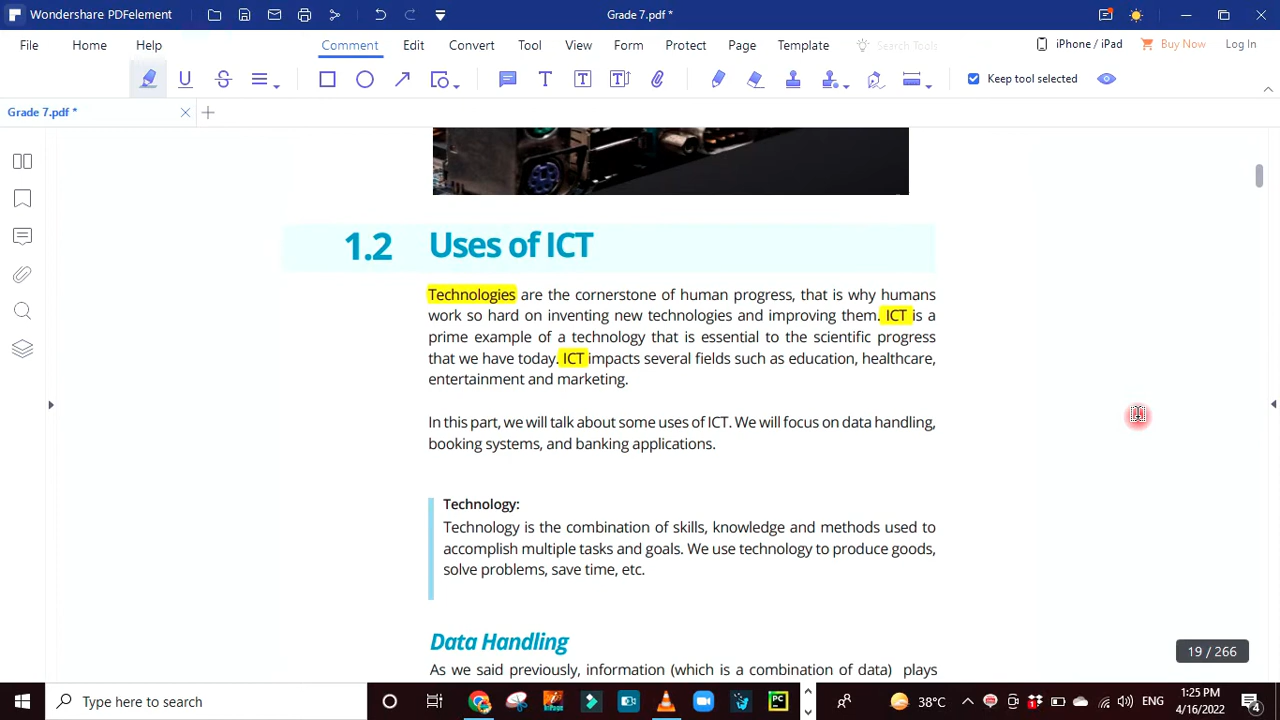 Wondershare PDFelement
Grade 7.pdf *
File Home Help Comment Edit Convert Tool View Form Protect Page Template Search Tools iPhone / iPad Buy Now Log In
Keep tool selected
Grade 7.pdf *
1.2 Uses of ICT
Technologies are the cornerstone of human progress, that is why humans
work so hard on inventing new technologies and improving them. ICT is a
prime example of a technology that is essential to the scientific progress
that we have today. ICT impacts several fields such as education, healthcare,
entertainment and marketing.
In this part, we will talk about some uses of ICT. We will focus on data handling,
booking systems, and banking applications.
Technology:
Technology is the combination of skills, knowledge and methods used to
accomplish multiple tasks and goals. We use technology to produce goods,
solve problems, save time, etc.
Data Handling
19 / 266
As we said previously, information (which is a combination of data) plays
Type here to search
38°C
ENG
1:25 PM
4/16/2022
4